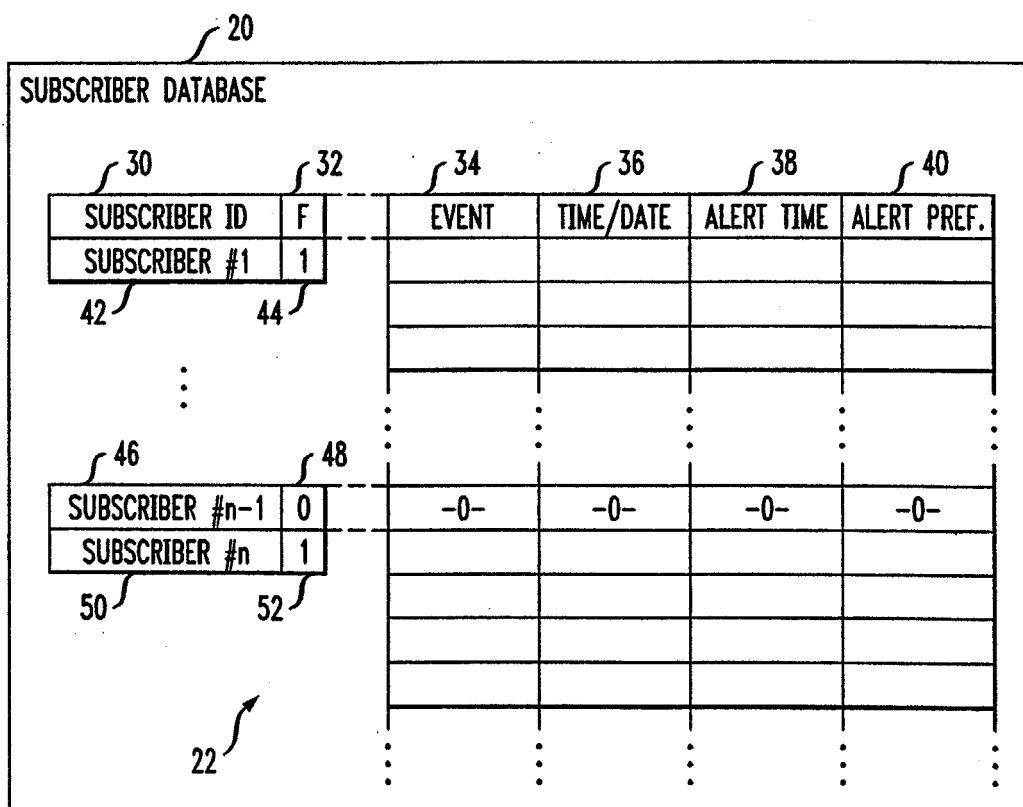 20
SUBSCRIBER DATABASE
30 32 34 36 38 40
SUBSCRIBER ID F EVENT TIME/DATE ALERT TIME ALERT PREF.
SUBSCRIBER #1 1
42 44
46 48
SUBSCRIBER #n-1 0 -0- -0- -0- -0-
SUBSCRIBER #n 1
50 52
22